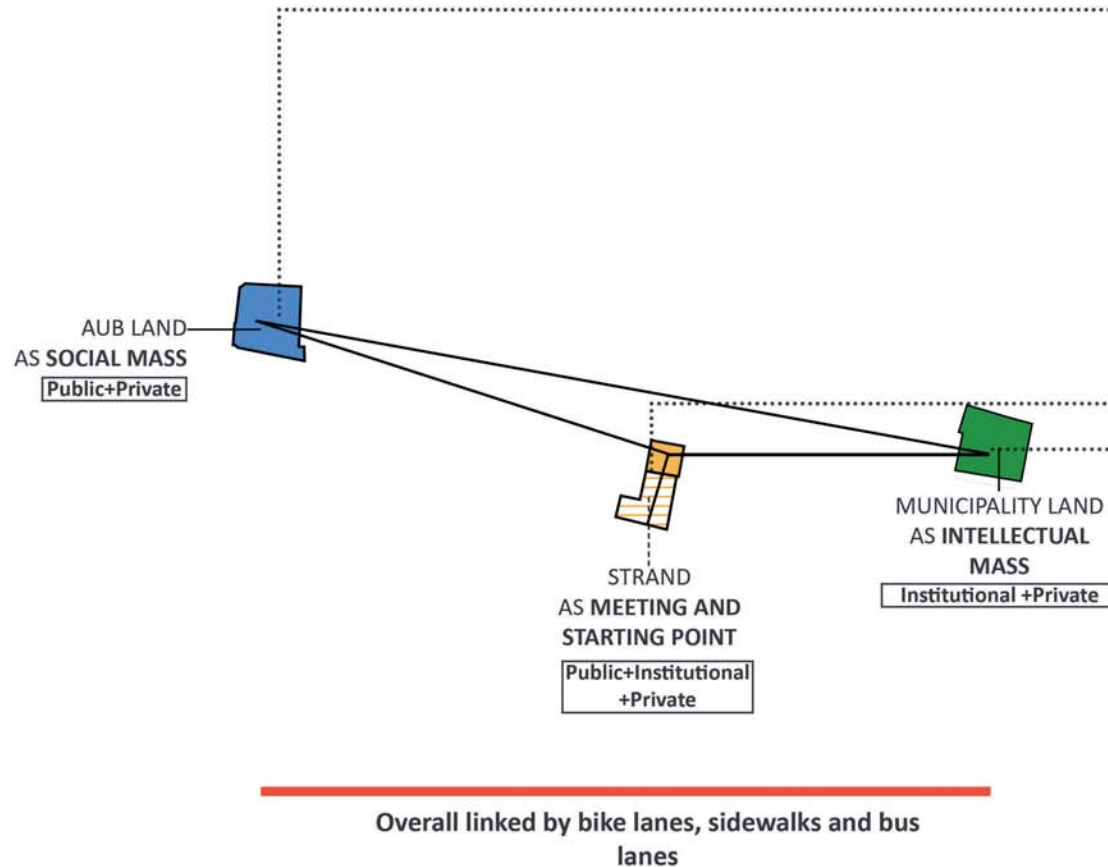 AUB LAND
AS SOCIAL MASS
Public+Private
STRAND
AS MEETING AND
STARTING POINT
Public+Institutional
+Private
MUNICIPALITY LAND
AS INTELLECTUAL
MASS
Institutional +Private
Overall linked by bike lanes, sidewalks and bus
lanes